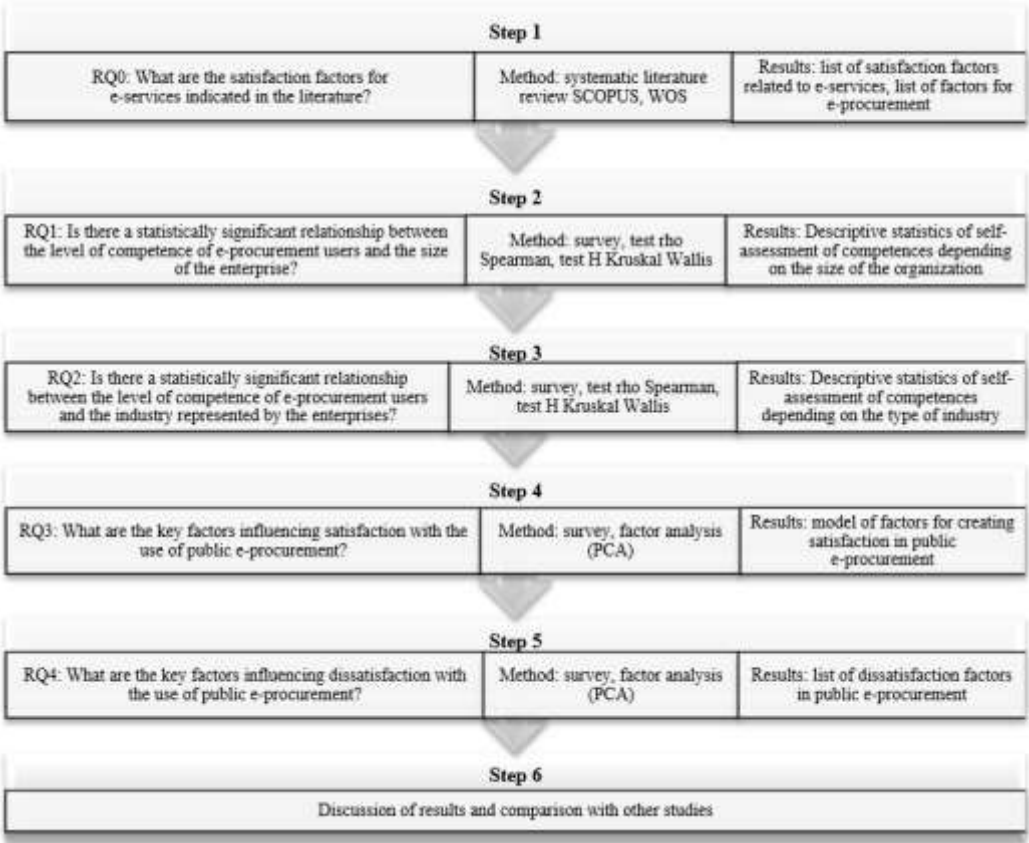 Step 1
RQ0: What are the satisfaction factors for
e-services indicated in the literature?
Method: systematic literature
review SCOPUS, WOS
Results: list of satisfaction factors
related to e-services, list of factors for
e-procurement
Step 2
RQ1: Is there a statistically significant relationship between
the level of competence of e-procurement users and the size
of the enterprise?
Method: survey, test rho
Spearman, test H Kruskal Wallis
Results: Descriptive statistics of self-
assessment of competences depending
on the size of the organization
Step 3
RQ2: Is there a statistically significant relationship
between the level of competence of e-procurement users
and the industry represented by the enterprises?
Method: survey, test rho Spearman,
test H Kruskal Wallis
Results: Descriptive statistics of self-
assessment of competences
depending on the type of industry
Step 4
RQ3: What are the key factors influencing satisfaction with the
use of public e-procurement?
Method: survey, factor analysis
(PCA)
Results: model of factors for creating
satisfaction in public
e-procurement
Step 5
RQ4: What are the key factors influencing dissatisfaction with
the use of public e-procurement?
Method: survey, factor analysis
(PCA)
Results: list of dissatisfaction factors
in public e-procurement
Step 6
Discussion of results and comparison with other studies